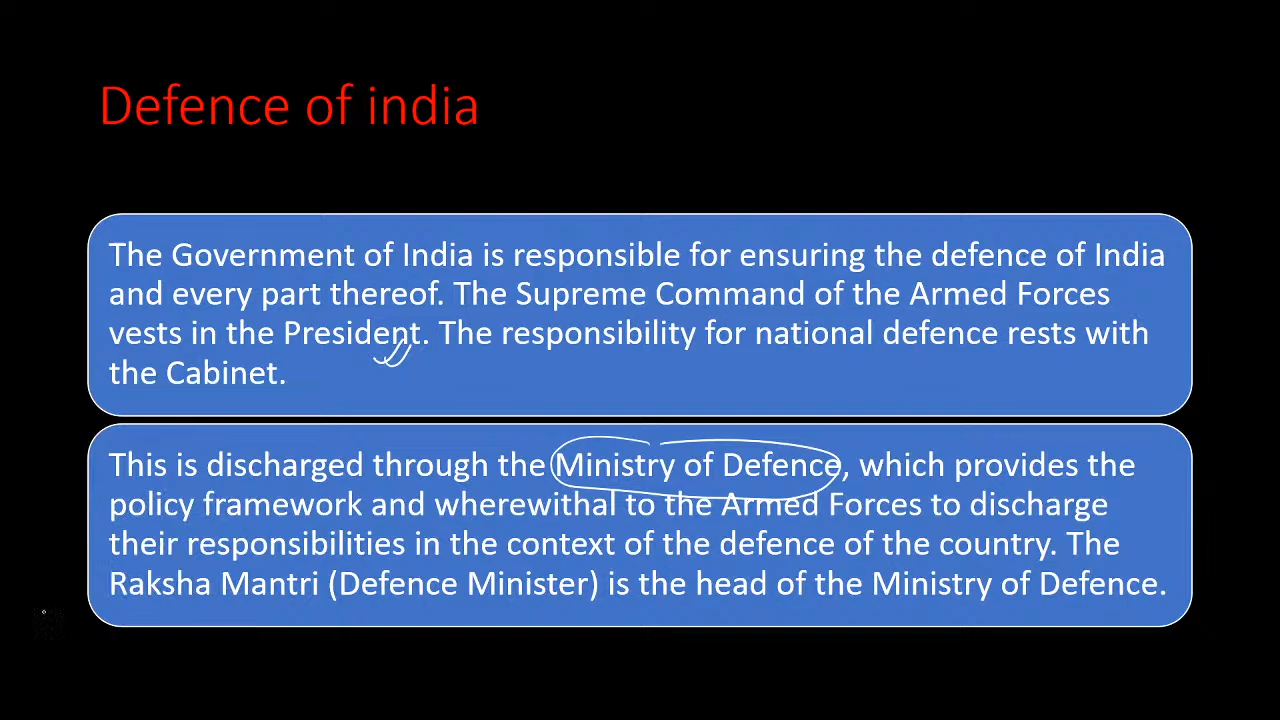 Defence of india
The Government of India is responsible for ensuring the defence of India
and every part thereof. The Supreme Command of the Armed Forces
vests in the President. The responsibility for national defence rests with
the Cabinet.
This is discharged through the Ministry of Defence, which provides the
policy framework and wherewithal to the Armed Forces to discharge
their responsibilities in the context of the defence of the country. The
Raksha Mantri (Defence Minister) is the head of the Ministry of Defence.